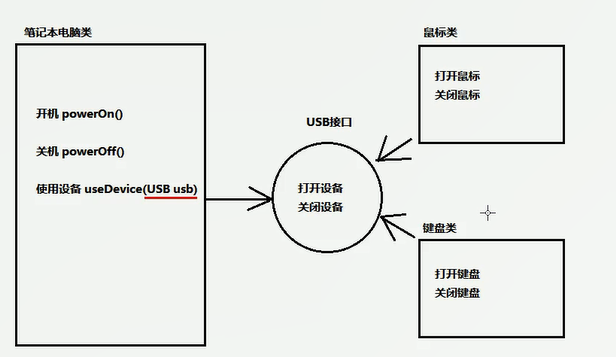 笔记本电脑类
开机 powerOn()
关机 powerOff()
使用设备 useDevice(USB usb)
USB接口
打开设备
关闭设备
鼠标类
打开鼠标
关闭鼠标
键盘类
打开键盘
关闭键盘